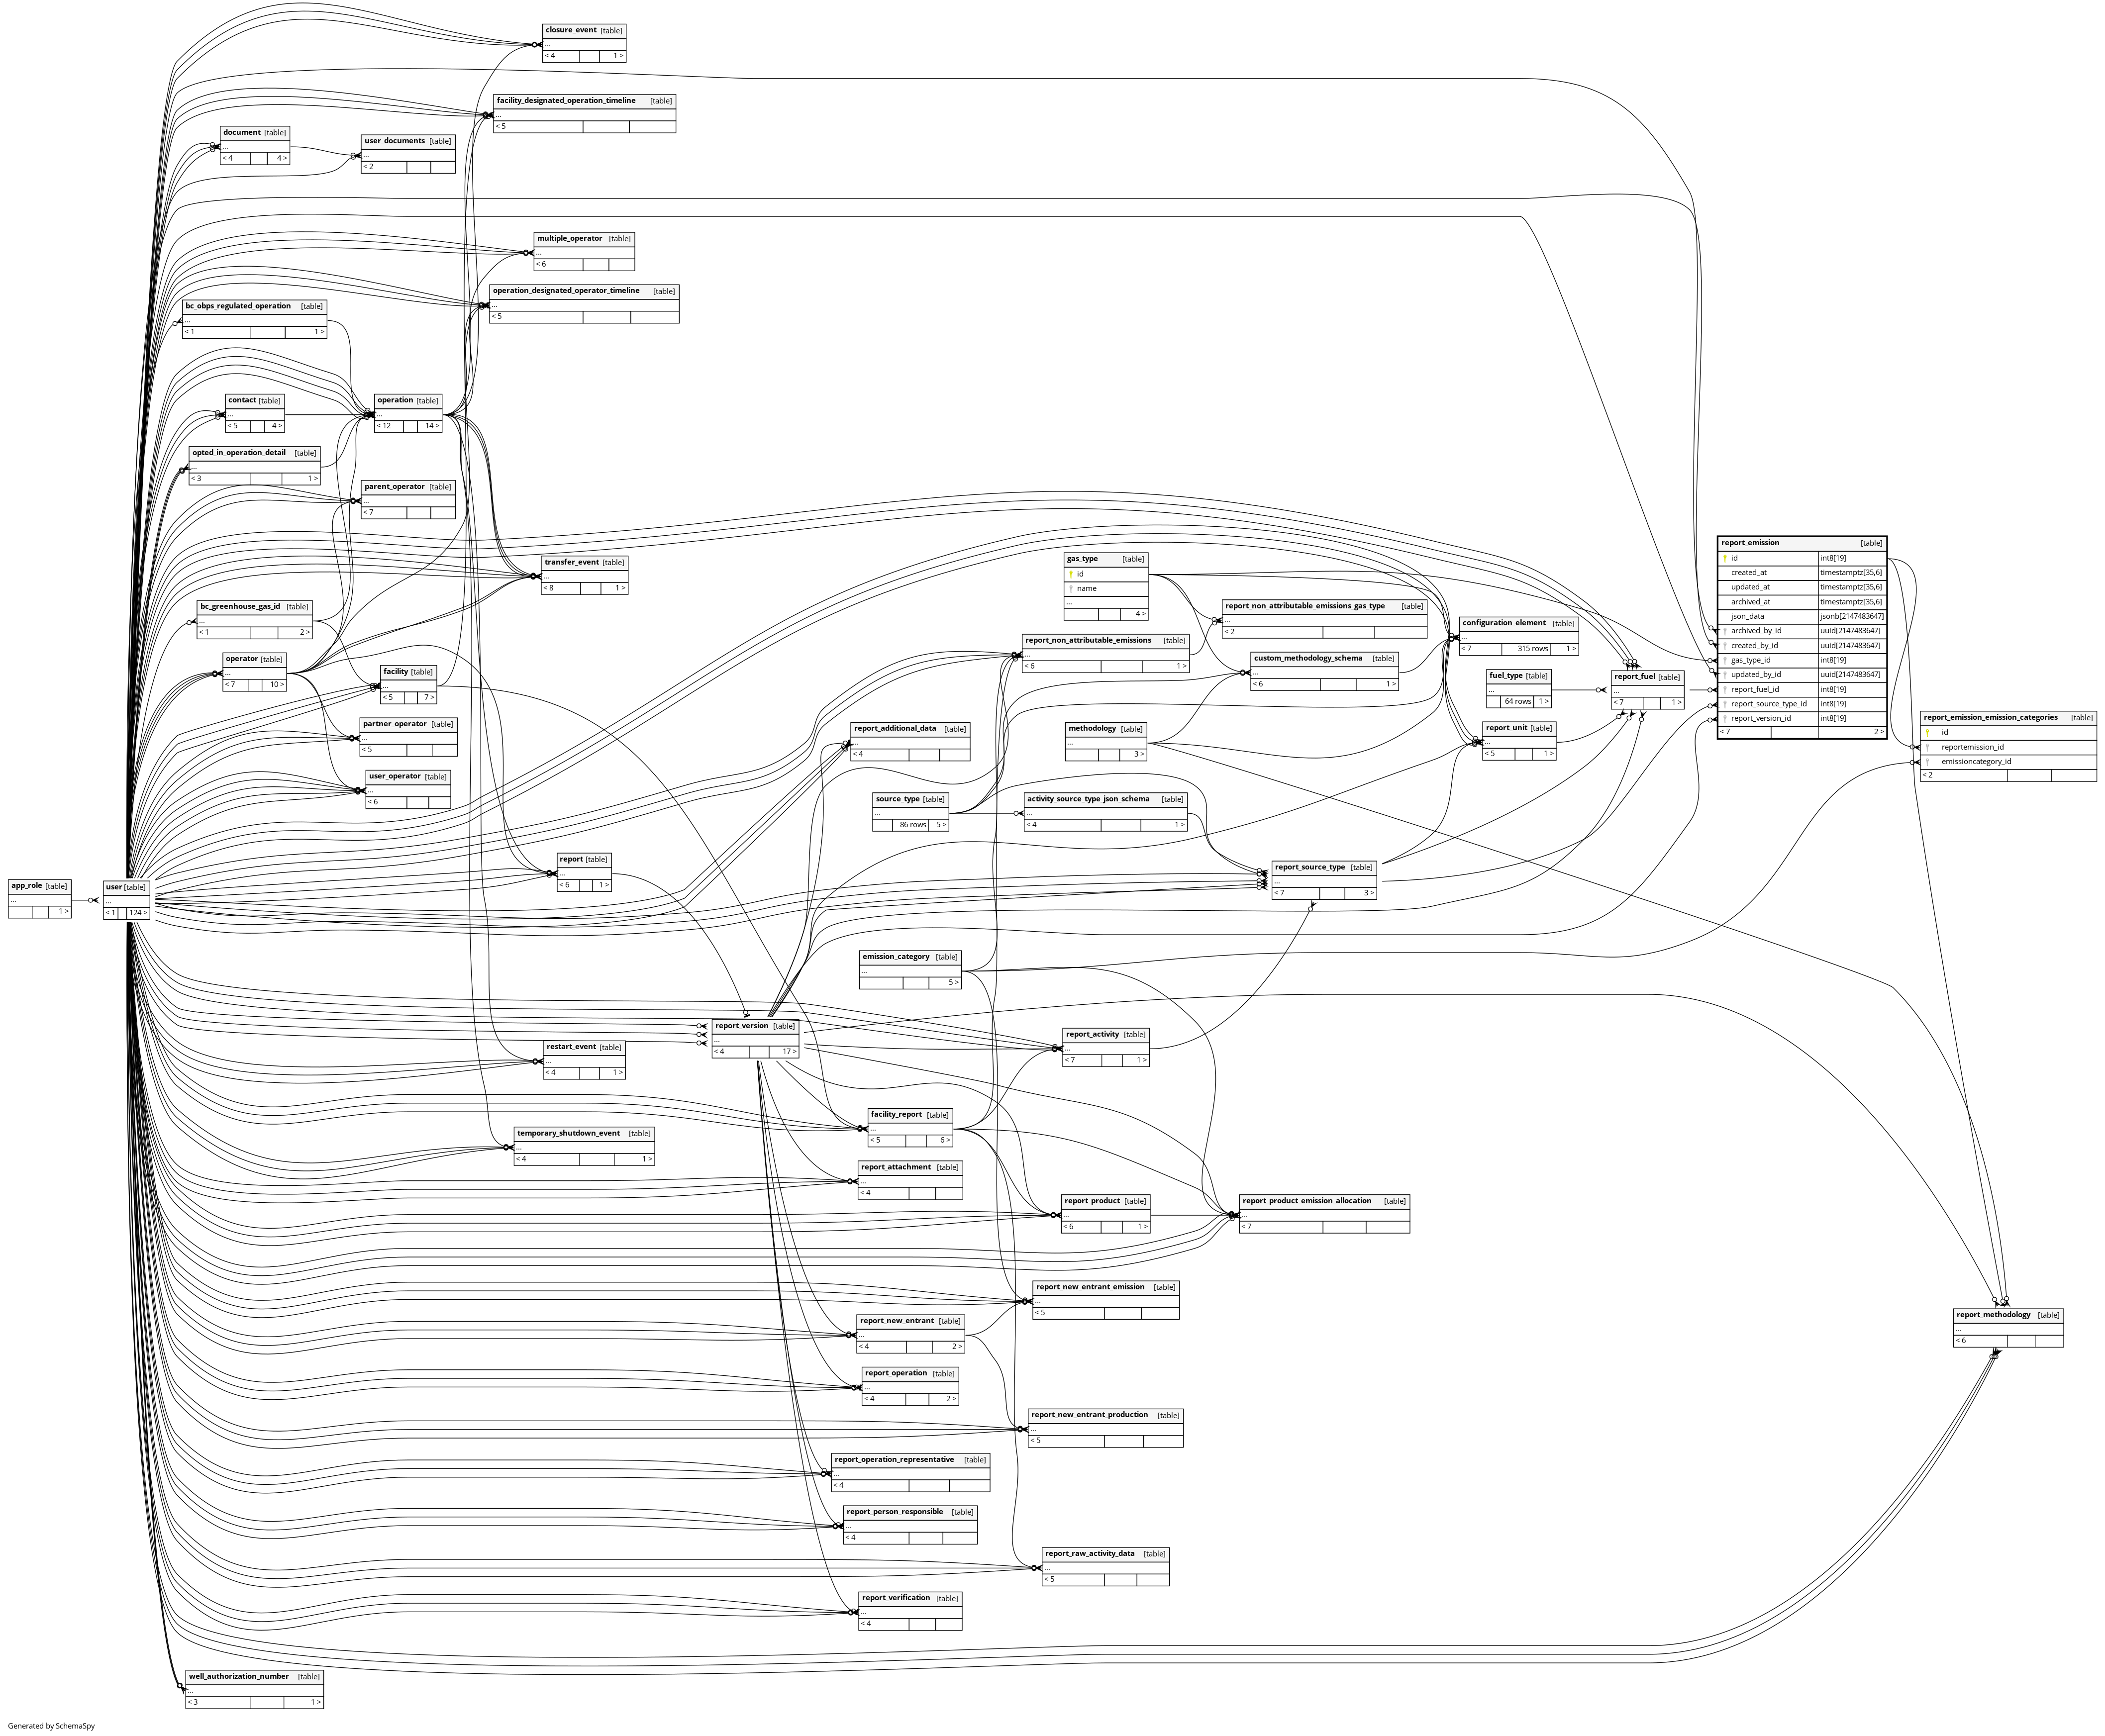 closure_event [table]
...
< 4 1 >
facility_designated_operation_timeline [table]
...
< 5
document [table]
...
< 4 4 >
user_documents [table]
...
< 2
multiple_operator [table]
...
< 6
operation_designated_operator_timeline [table]
...
< 5
bc_obps_regulated_operation [table]
...
< 1 1 >
contact [table]
...
< 5 4 >
operation [table]
...
< 12 14 >
opted_in_operation_detail [table]
...
< 3 1 >
parent_operator [table]
...
< 7
transfer_event [table]
...
< 8 1 >
bc_greenhouse_gas_id [table]
...
< 1 2 >
operator [table]
...
< 7 10 >
facility [table]
...
< 5 7 >
partner_operator [table]
...
< 5
user_operator [table]
...
< 6
report [table]
...
< 6 1 >
app_role [table]
...
1 >
user [table]
...
< 1 124 >
gas_type [table]
id
name
...
4 >
report_non_attributable_emissions_gas_type [table]
...
< 2
report_non_attributable_emissions [table]
...
< 6 1 >
custom_methodology_schema [table]
...
< 6 1 >
configuration_element [table]
...
< 7 315 rows 1 >
fuel_type [table]
...
64 rows 1 >
report_fuel [table]
...
< 7 1 >
report_emission [table]
id int8[19]
created_at timestamptz[35,6]
updated_at timestamptz[35,6]
archived_at timestamptz[35,6]
json_data jsonb[2147483647]
archived_by_id uuid[2147483647]
created_by_id uuid[2147483647]
gas_type_id int8[19]
updated_by_id uuid[2147483647]
report_fuel_id int8[19]
report_source_type_id int8[19]
report_version_id int8[19]
< 7 2 >
report_emission_emission_categories [table]
id
reportemission_id
emissioncategory_id
< 2
report_additional_data [table]
...
< 4
methodology [table]
...
3 >
report_unit [table]
...
< 5 1 >
source_type [table]
...
86 rows 5 >
activity_source_type_json_schema [table]
...
< 4 1 >
report_source_type [table]
...
< 7 3 >
emission_category [table]
...
5 >
report_version [table]
...
< 4 17 >
report_activity [table]
...
< 7 1 >
restart_event [table]
...
< 4 1 >
facility_report [table]
...
< 5 6 >
temporary_shutdown_event [table]
...
< 4 1 >
report_attachment [table]
...
< 4
report_product [table]
...
< 6 1 >
report_product_emission_allocation [table]
...
< 7
report_new_entrant_emission [table]
...
< 5
report_new_entrant [table]
...
< 4 2 >
report_methodology [table]
...
< 6
report_operation [table]
...
< 4 2 >
report_new_entrant_production [table]
...
< 5
report_operation_representative [table]
...
< 4
report_person_responsible [table]
...
< 4
report_raw_activity_data [table]
...
< 5
report_verification [table]
...
< 4
well_authorization_number [table]
...
< 3 1 >
Generated by SchemaSpy